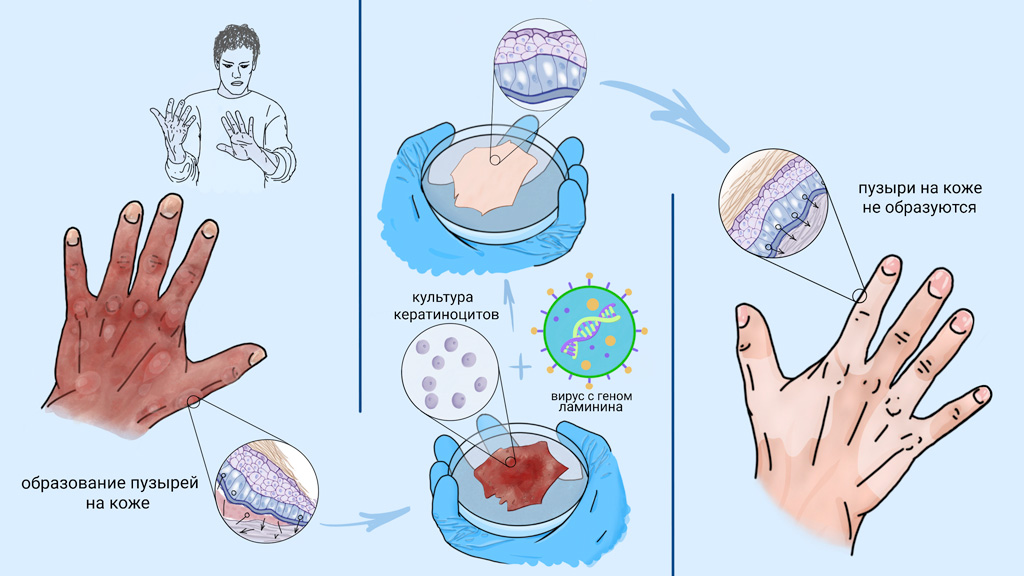 образование пузырей
на коже
культура
кератиноцитов
вирус с геном
ламинина
пузыри на коже
не образуются